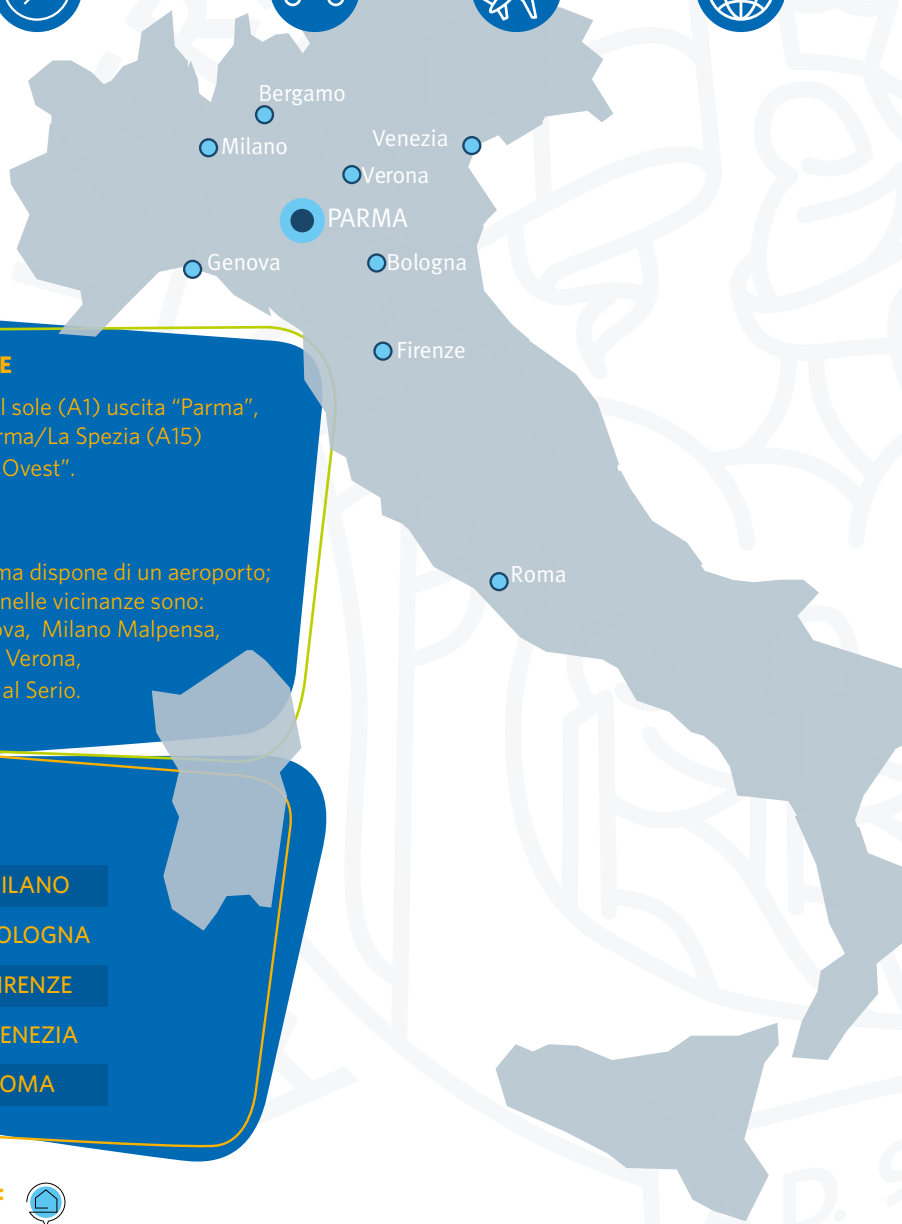 Bergamo
Milano
Venezia
Verona
PARMA
Genova
Bologna
Firenze
Roma
E
l sole (A1) uscita “Parma”,
rma/La Spezia (A15)
Ovest”.
ma dispone di un aeroporto;
nelle vicinanze sono:
ova, Milano Malpensa,
Verona,
al Serio.
ILANO
OLOGNA
IRENZE
ENEZIA
OMA
: